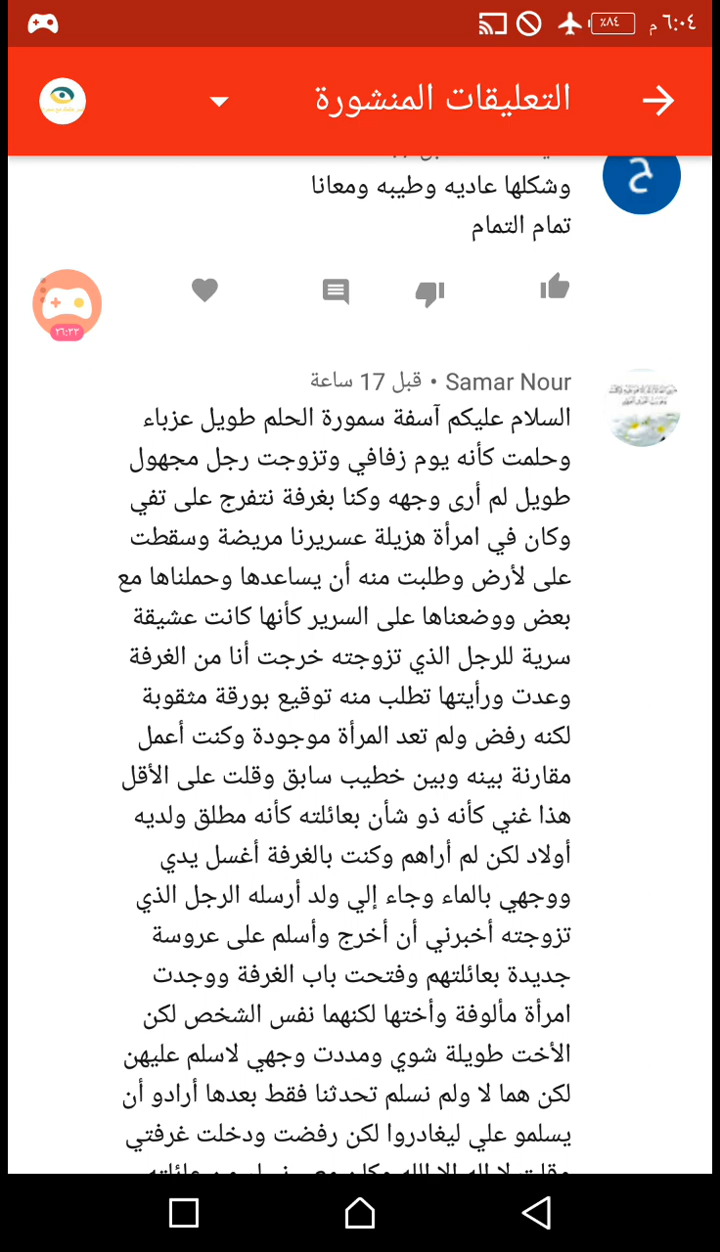 ٦:٠٤ م
٪٨٤
التعليقات المنشورة
ح
وشكلها عاديه وطيبه ومعانا
تمام التمام
٢٦:٣٣
Samar Nour • قبل 17 ساعة
السلام عليكم آسفة سمورة الحلم طويل عزباء
وحلمت كأنه يوم زفافي وتزوجت رجل مجهول
طويل لم أرى وجهه وكنا بغرفة نتفرج على تفي
وكان في امرأة هزيلة عسريرنا مريضة وسقطت
على لأرض وطلبت منه أن يساعدها وحملناها مع
بعض ووضعناها على السرير كأنها كانت عشيقة
سرية للرجل الذي تزوجته خرجت أنا من الغرفة
وعدت ورأيتها تطلب منه توقيع بورقة مثقوبة
لكنه رفض ولم تعد المرأة موجودة وكنت أعمل
مقارنة بينه وبين خطيب سابق وقلت على الأقل
هذا غني كأنه ذو شأن بعائلته كأنه مطلق ولديه
أولاد لكن لم أراهم وكنت بالغرفة أغسل يدي
ووجهي بالماء وجاء إلي ولد أرسله الرجل الذي
تزوجته أخبرني أن أخرج وأسلم على عروسة
جديدة بعائلتهم وفتحت باب الغرفة ووجدت
امرأة مألوفة وأختها لكنهما نفس الشخص لكن
الأخت طويلة شوي ومددت وجهي لاسلم عليهن
لكن هما لا ولم نسلم تحدثنا فقط بعدها أرادو أن
يسلمو علي ليغادروا لكن رفضت ودخلت غرفتي